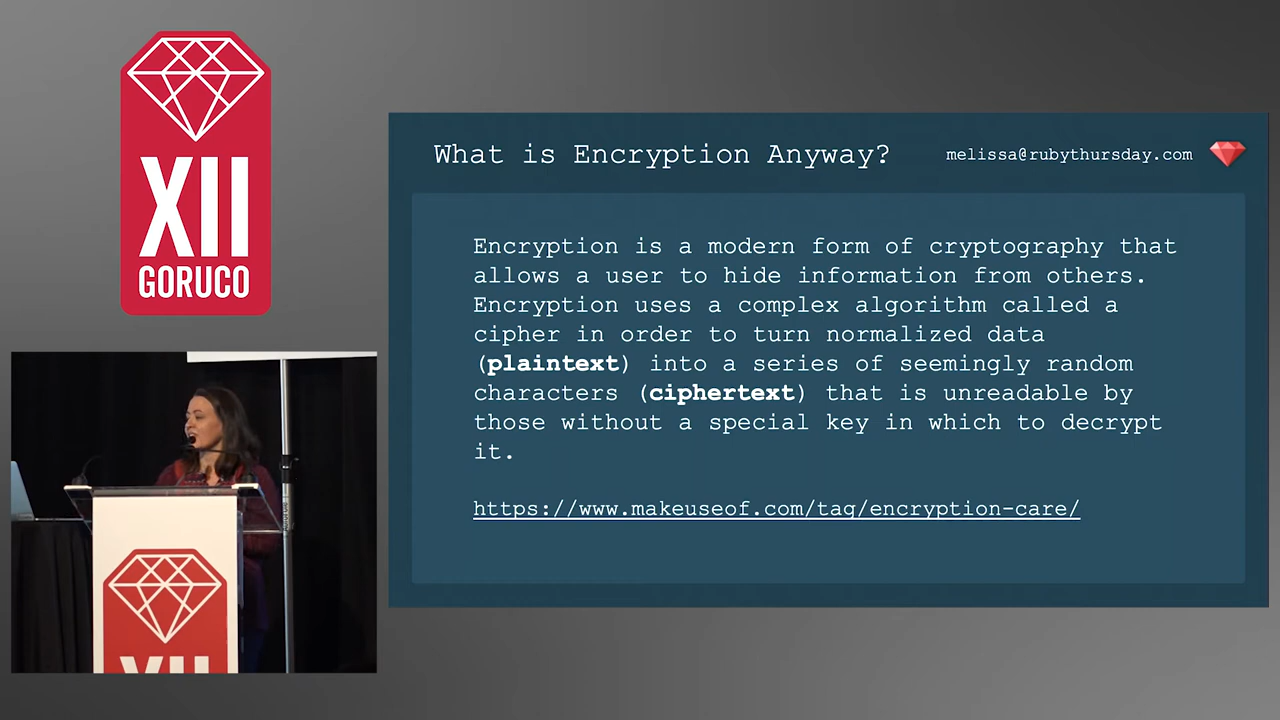 XII
GORUCO
What is Encryption Anyway?
melissa@rubythursday.com
Encryption is a modern form of cryptography that
allows a user to hide information from others.
Encryption uses a complex algorithm called a
cipher in order to turn normalized data
(plaintext) into a series of seemingly random
characters (ciphertext) that is unreadable by
those without a special key in which to decrypt
it.
https://www.makeuseof.com/tag/encryption-care/
XII